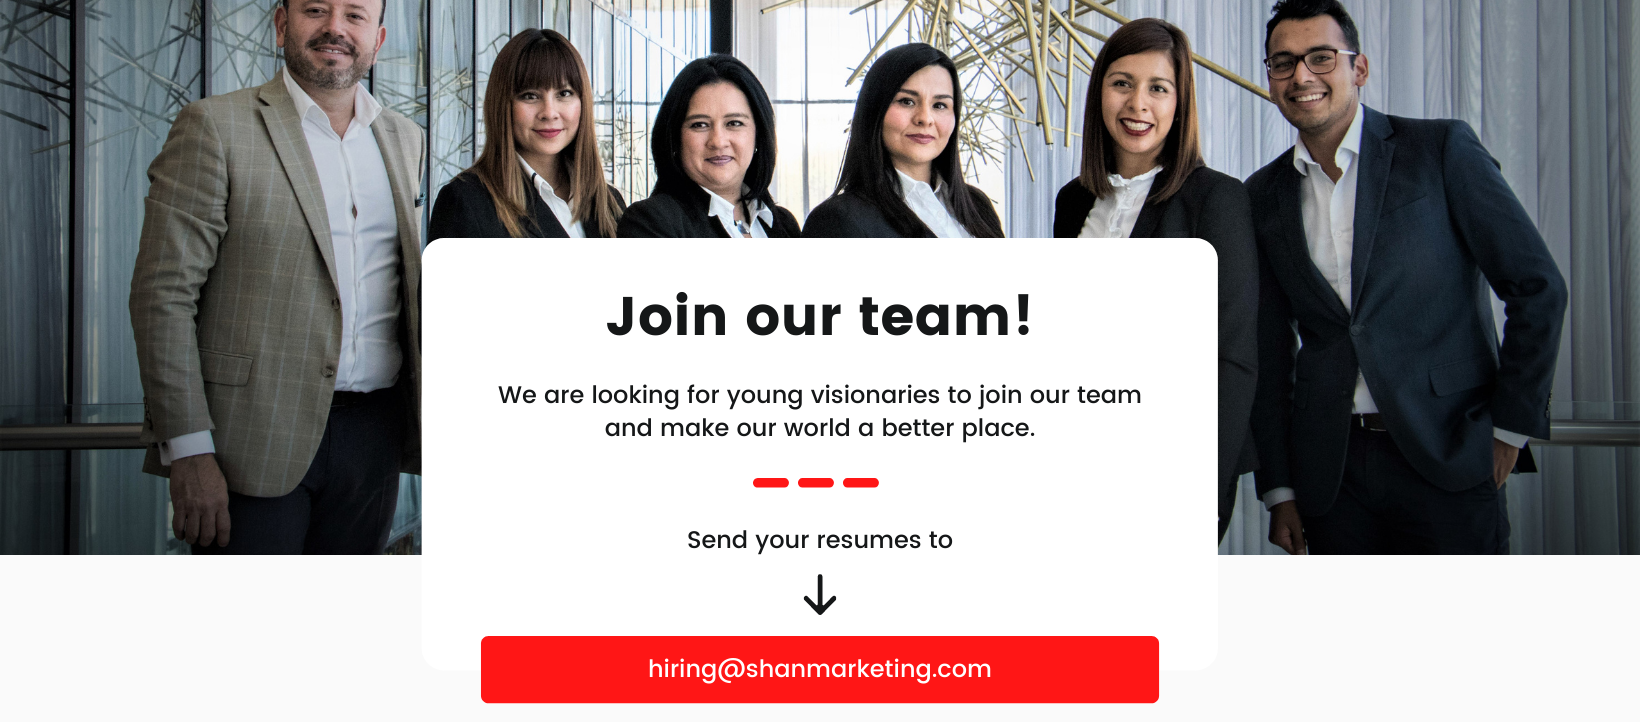 Join our team!
We are looking for young visionaries to join our team
and make our world a better place.
Send your resumes to
hiring@shanmarketing.com